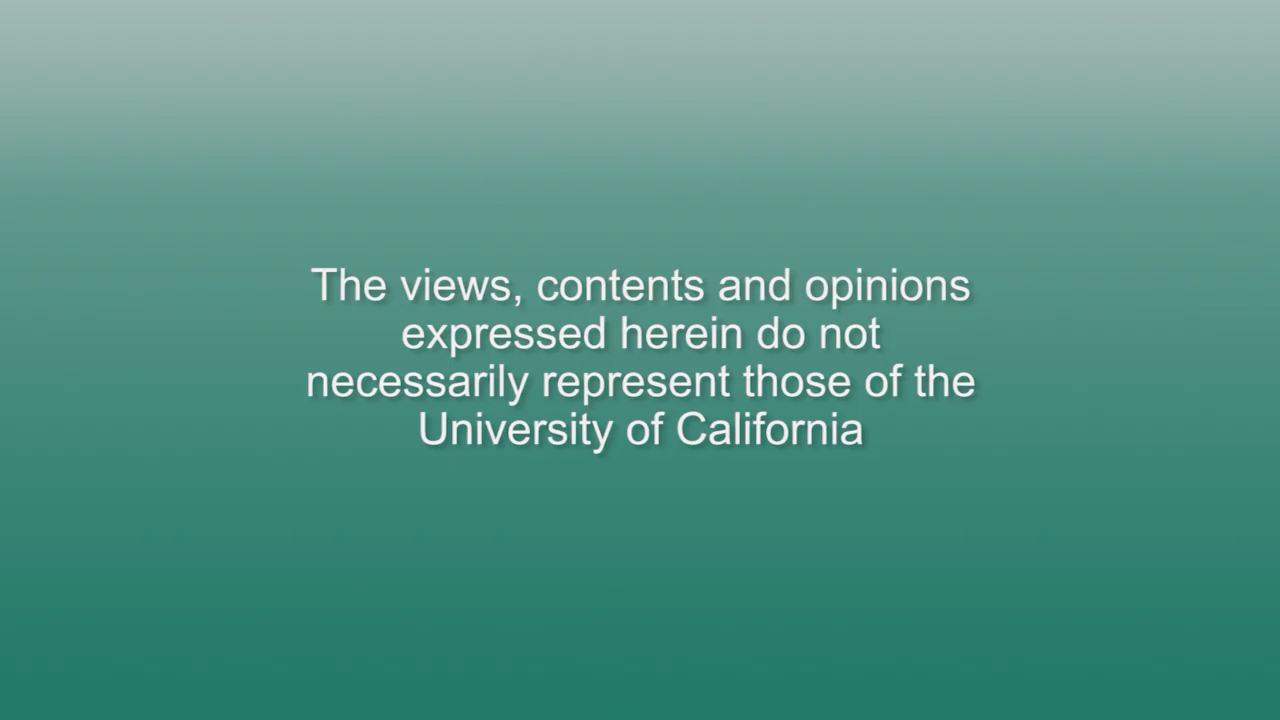 The views, contents and opinions
expressed herein do not
necessarily represent those of the
University of California